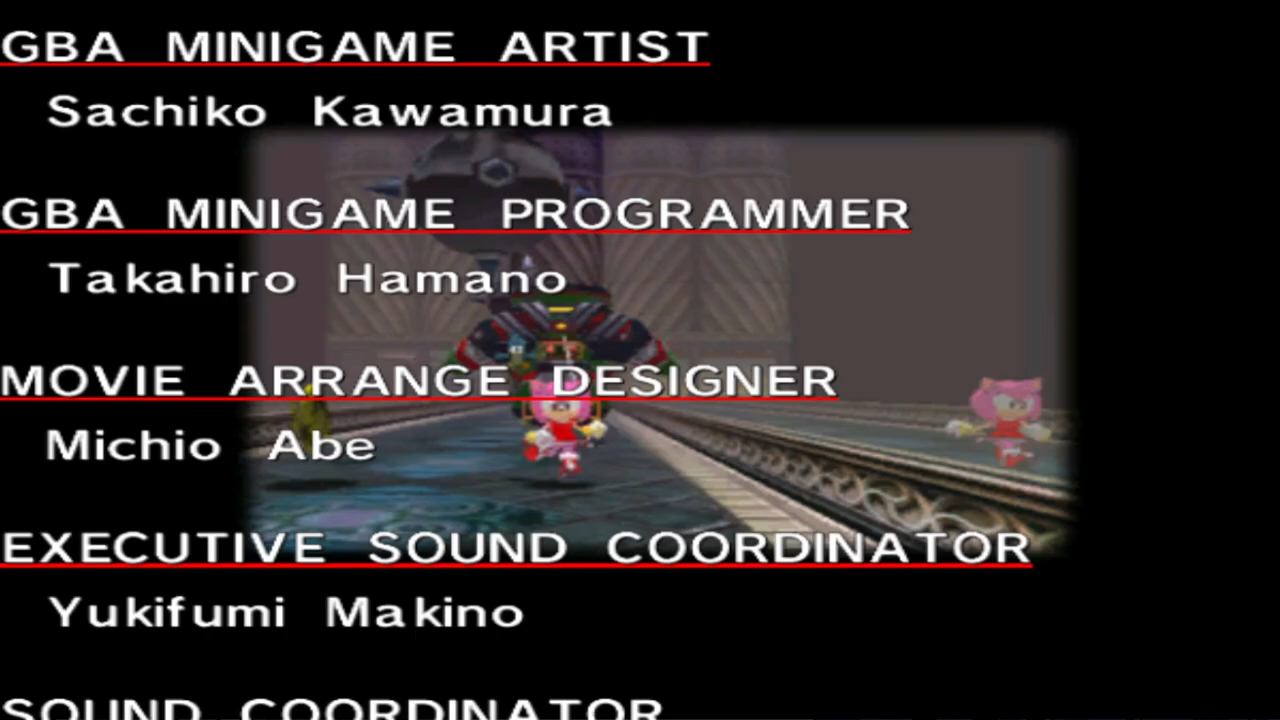 GBA MINIGAME ARTIST
Sachiko Kawamura
GBA MINIGAME PROGRAMMER
Takahiro Hamano
MOVIE ARRANGE DESIGNER
Michio Abe
EXECUTIVE SOUND COORDINATOR
Yukifumi Makino
SOUND COORDINATOR